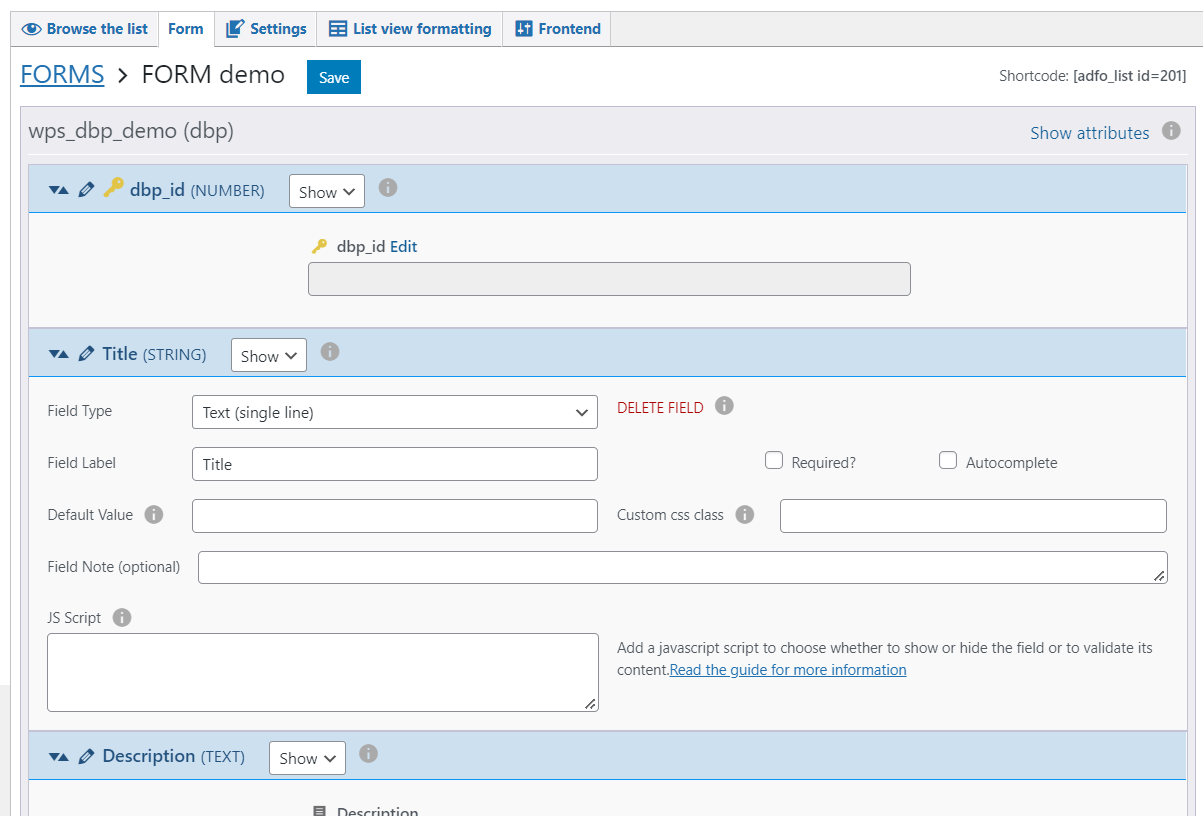 Browse the list Form Settings List view formatting Frontend
FORMS > FORM demo Save Shortcode: [adfo_list id=201]
wps_dbp_demo (dbp) Show attributes
dbp_id (NUMBER) Show
dbp_id Edit
Title (STRING) Show
Field Type Text (single line) DELETE FIELD
Field Label Title Required? Autocomplete
Default Value Custom css class
Field Note (optional)
JS Script
Add a javascript script to choose whether to show or hide the field or to validate its
content.Read the guide for more information
Description (TEXT) Show
Description